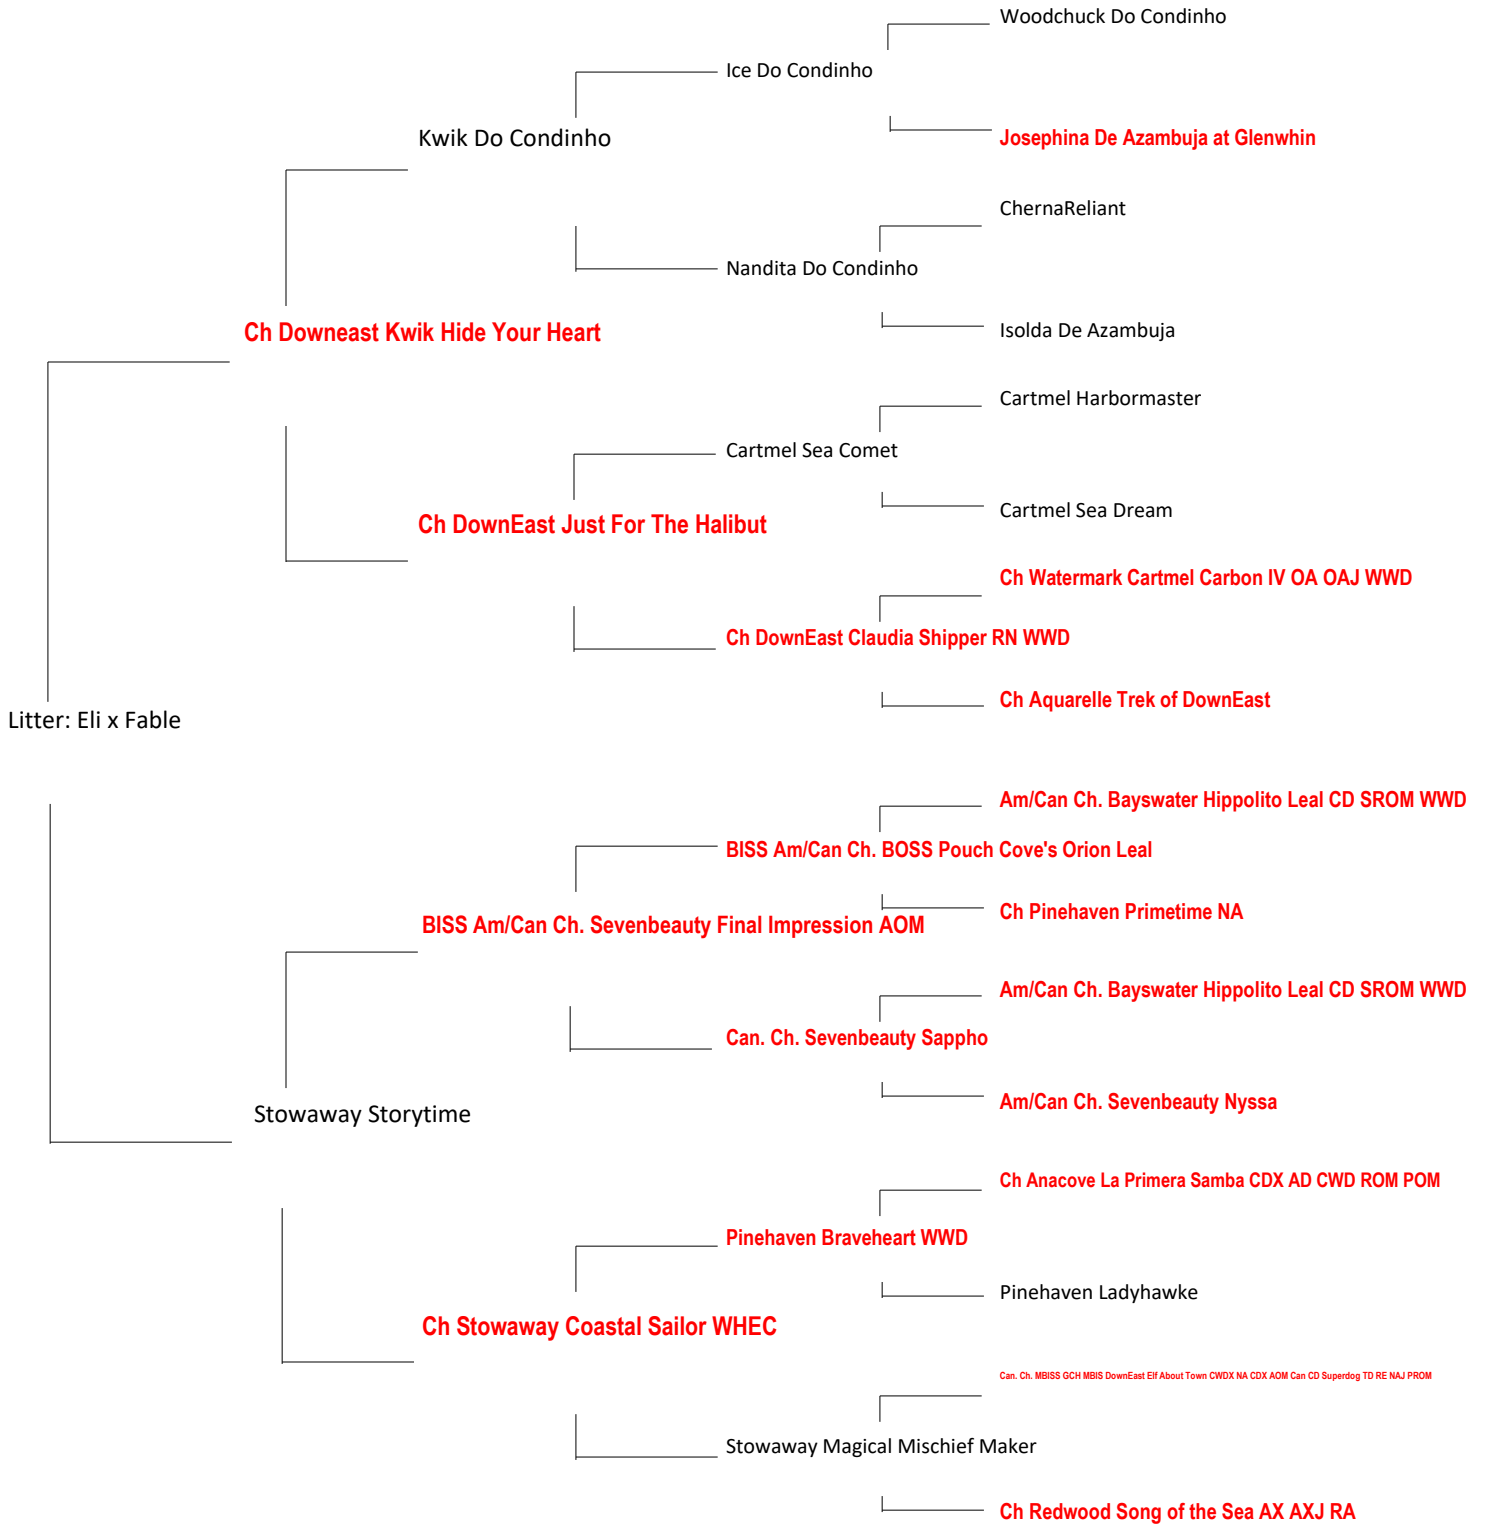 Woodchuck Do Condinho
Ice Do Condinho
Kwik Do Condinho
Josephina De Azambuja at Glenwhin
ChernaReliant
Nandita Do Condinho
Ch Downeast Kwik Hide Your Heart
Isolda De Azambuja
Cartmel Harbormaster
Cartmel Sea Comet
Cartmel Sea Dream
Ch DownEast Just For The Halibut
Ch Watermark Cartmel Carbon IV OA OAJ WWD
Ch DownEast Claudia Shipper RN WWD
Ch Aquarelle Trek of DownEast
Litter: Eli x Fable
Am/Can Ch. Bayswater Hippolito Leal CD SROM WWD
BISS Am/Can Ch. BOSS Pouch Cove's Orion Leal
Ch Pinehaven Primetime NA
BISS Am/Can Ch. Sevenbeauty Final Impression AOM
Am/Can Ch. Bayswater Hippolito Leal CD SROM WWD
Can. Ch. Sevenbeauty Sappho
Am/Can Ch. Sevenbeauty Nyssa
Stowaway Storytime
Ch Anacove La Primera Samba CDX AD CWD ROM POM
Pinehaven Braveheart WWD
Pinehaven Ladyhawke
Ch Stowaway Coastal Sailor WHEC
Can. Ch. MBISS GCH MBIS DownEast Elf About Town CWDX NA CDX AOM Can CD Superdog TD RE NAJ PROM
Stowaway Magical Mischief Maker
Ch Redwood Song of the Sea AX AXJ RA